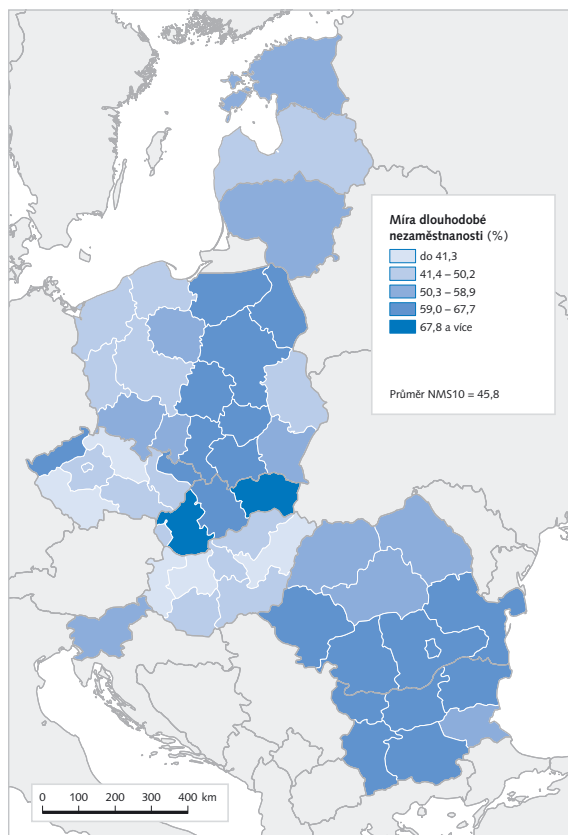 Míra dlouhodobé
nezaměstnanosti (%)
do 41,3
41,4 – 50,2
50,3 – 58,9
59,0 – 67,7
67,8 a více
Průměr NMS10 = 45,8
0 100 200 300 400 km